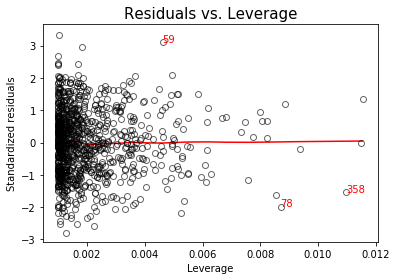 Residuals vs. Leverage
Standardized residuals
3
2
1
0
−1
−2
−3
59
358
78
0.002 0.004 0.006 0.008 0.010 0.012
Leverage